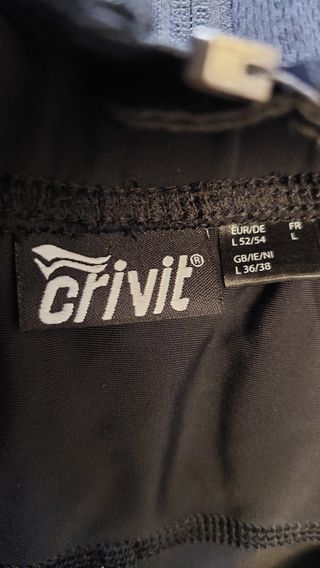 crivit®
EUR/DE FR
L 52/54 L
GB/IE/NI
L 36/38